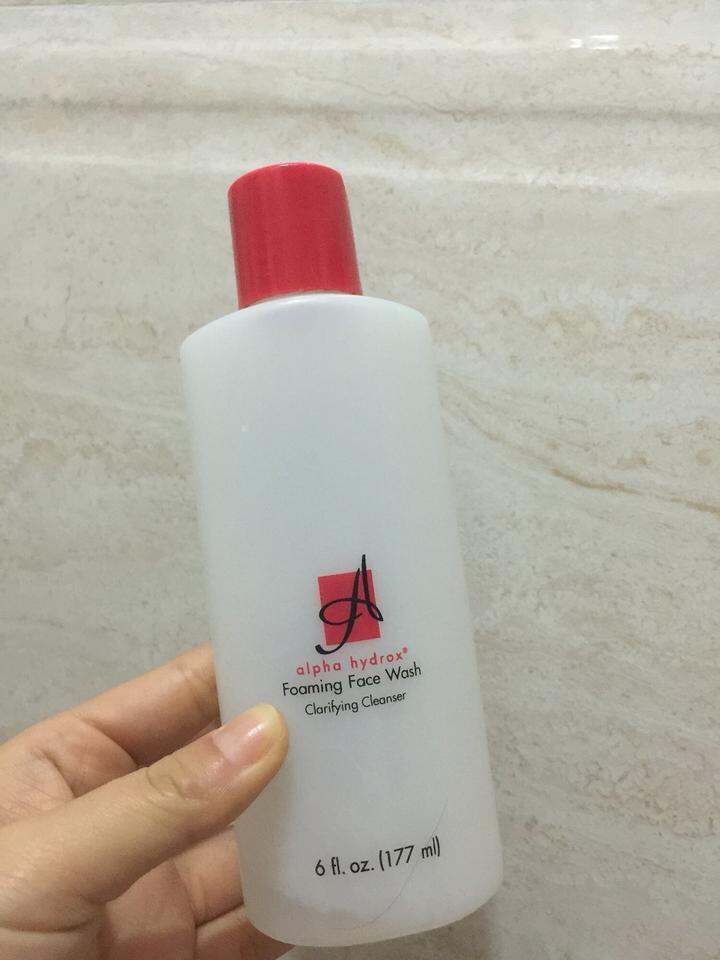 A
alpha hydrox®
Foaming Face Wash
Clarifying Cleanser
6 fl. oz. (177 ml)